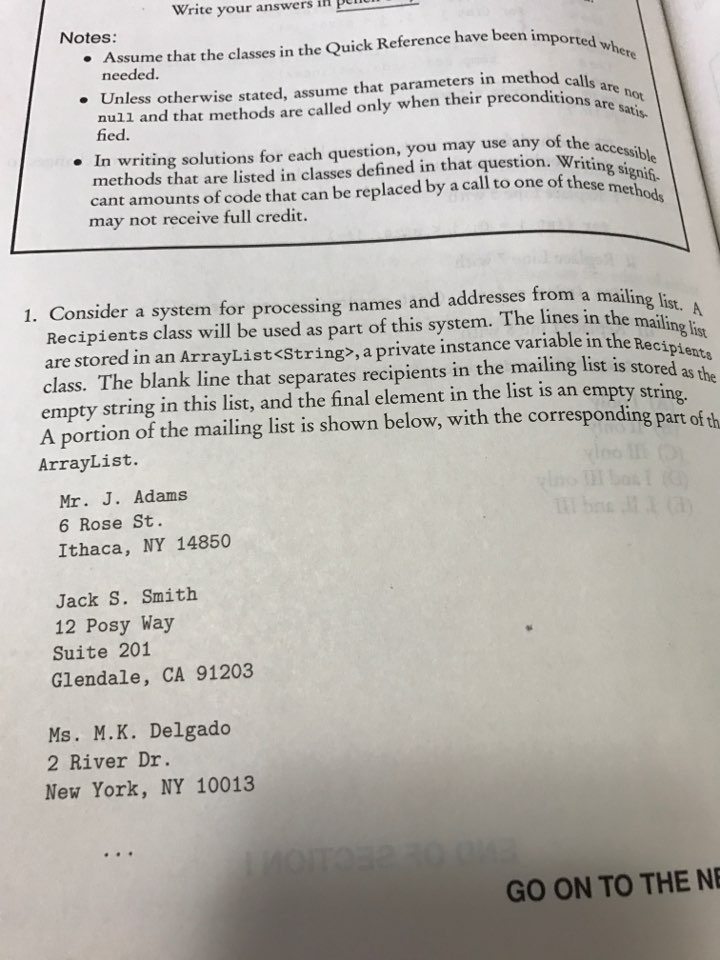 Write your answers in
Notes:
• Assume that the classes in the Quick Reference have been imported where
needed.
• Unless otherwise stated, assume that parameters in method calls are not
null and that methods are called only when their preconditions are satis-
fied.
• In writing solutions for each question, you may use any of the accessible
methods that are listed in classes defined in that question. Writing signifi-
cant amounts of code that can be replaced by a call to one of these methods
may not receive full credit.
1. Consider a system for processing names and addresses from a mailing list. A
Recipients class will be used as part of this system. The lines in the mailing list
are stored in an ArrayList<String>, a private instance variable in the Recipients
class. The blank line that separates recipients in the mailing list is stored as the
empty string in this list, and the final element in the list is an empty string.
A portion of the mailing list is shown below, with the corresponding part of th
ArrayList.
Mr. J. Adams
6 Rose St.
Ithaca, NY 14850
Jack S. Smith
12 Posy Way
Suite 201
Glendale, CA 91203
Ms. M.K. Delgado
2 River Dr.
New York, NY 10013
...
GO ON TO THE NE